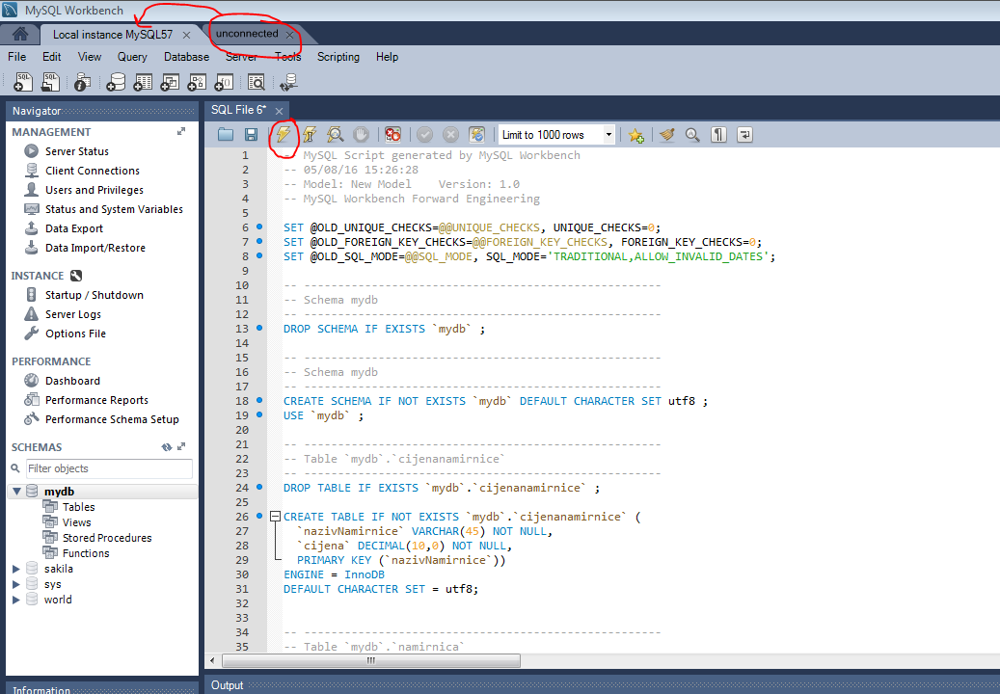 MySQL Workbench
Local instance MySQL57
unconnected
File Edit View Query Database Server Tools Scripting Help
Navigator
MANAGEMENT
Server Status
Client Connections
Users and Privileges
Status and System Variables
Data Export
Data Import/Restore
INSTANCE
Startup / Shutdown
Server Logs
Options File
PERFORMANCE
Dashboard
Performance Reports
Performance Schema Setup
SCHEMAS
Filter objects
mydb
Tables
Views
Stored Procedures
Functions
sakila
sys
world
Information
SQL File 6*
Limit to 1000 rows
1 -- MySQL Script generated by MySQL Workbench
2 -- 05/08/16 15:26:28
3 -- Model: New Model    Version: 1.0
4 -- MySQL Workbench Forward Engineering
5
6 SET @OLD_UNIQUE_CHECKS=@@UNIQUE_CHECKS, UNIQUE_CHECKS=0;
7 SET @OLD_FOREIGN_KEY_CHECKS=@@FOREIGN_KEY_CHECKS, FOREIGN_KEY_CHECKS=0;
8 SET @OLD_SQL_MODE=@@SQL_MODE, SQL_MODE='TRADITIONAL,ALLOW_INVALID_DATES';
9
10 -- -----------------------------------------------------
11 -- Schema mydb
12 -- -----------------------------------------------------
13 DROP SCHEMA IF EXISTS `mydb` ;
14
15 -- -----------------------------------------------------
16 -- Schema mydb
17 -- -----------------------------------------------------
18 CREATE SCHEMA IF NOT EXISTS `mydb` DEFAULT CHARACTER SET utf8 ;
19 USE `mydb` ;
20
21 -- -----------------------------------------------------
22 -- Table `mydb`.`cijenanamirnice`
23 -- -----------------------------------------------------
24 DROP TABLE IF EXISTS `mydb`.`cijenanamirnice` ;
25
26 CREATE TABLE IF NOT EXISTS `mydb`.`cijenanamirnice` (
27   `nazivNamirnice` VARCHAR(45) NOT NULL,
28   `cijena` DECIMAL(10,0) NOT NULL,
29   PRIMARY KEY (`nazivNamirnice`))
30 ENGINE = InnoDB
31 DEFAULT CHARACTER SET = utf8;
32
33
34 -- -----------------------------------------------------
35 -- Table `mydb`.`namirnica`
Output